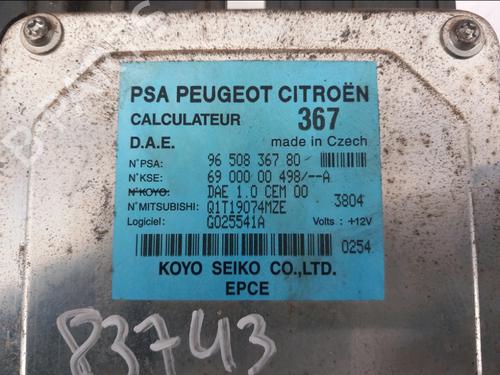 PSA PEUGEOT CITROËN
CALCULATEUR 367
D.A.E. made in Czech
N°PSA: 96 508 367 80
N°KSE: 69 000 00 498/--A
N°KOYO: DAE 1.0 CEM 00
N°MITSUBISHI: Q1T19074MZE 3804
Logiciel: G025541A Volts : +12V
0254
KOYO SEIKO CO.,LTD.
EPCE
83743